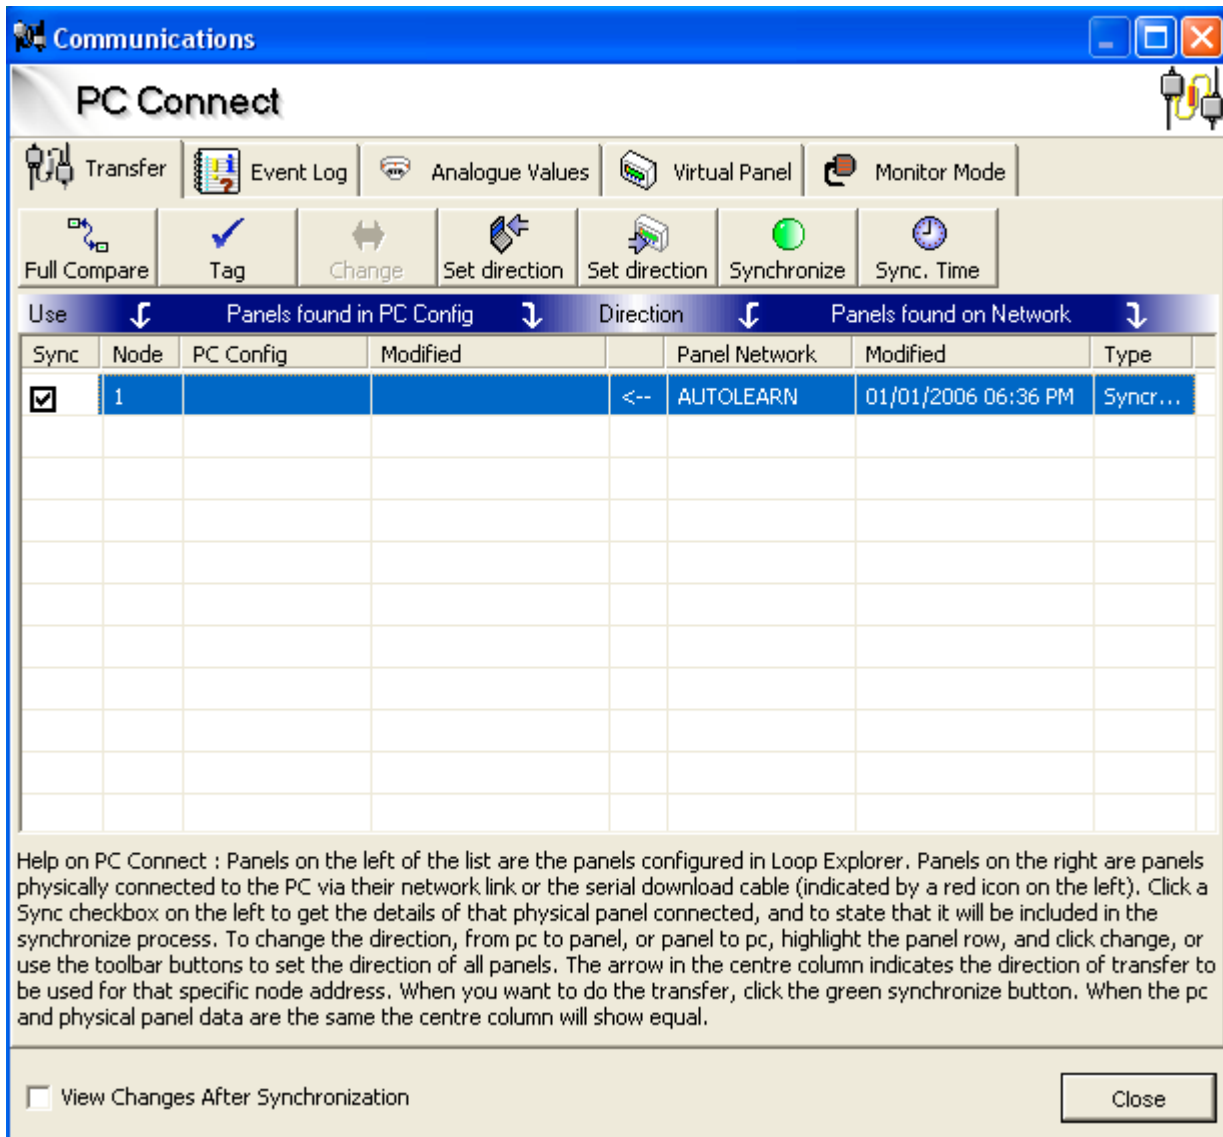 Communications
PC Connect
Transfer Event Log Analogue Values Virtual Panel Monitor Mode
Full Compare Tag Change Set direction Set direction Synchronize Sync. Time
Use Panels found in PC Config Direction Panels found on Network
Sync Node PC Config Modified Panel Network Modified Type
1 <-- AUTOLEARN 01/01/2006 06:36 PM Syncr...
Help on PC Connect : Panels on the left of the list are the panels configured in Loop Explorer. Panels on the right are panels
physically connected to the PC via their network link or the serial download cable (indicated by a red icon on the left). Click a
Sync checkbox on the left to get the details of that physical panel connected, and to state that it will be included in the
synchronize process. To change the direction, from pc to panel, or panel to pc, highlight the panel row, and click change, or
use the toolbar buttons to set the direction of all panels. The arrow in the centre column indicates the direction of transfer to
be used for that specific node address. When you want to do the transfer, click the green synchronize button. When the pc
and physical panel data are the same the centre column will show equal.
View Changes After Synchronization
Close